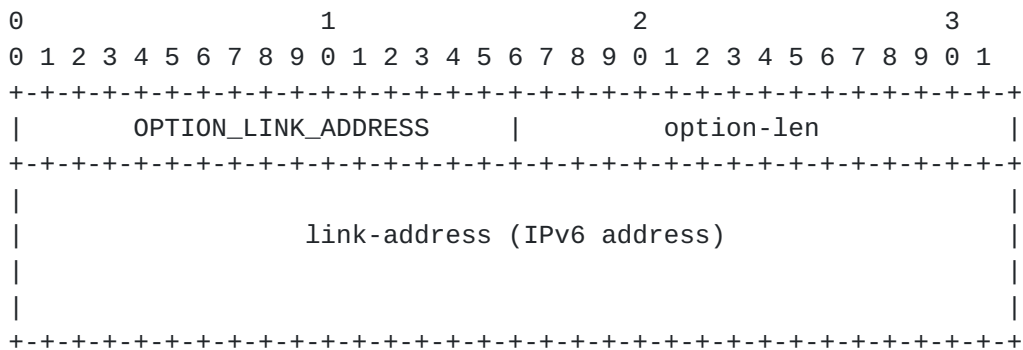 0                   1                   2                   3
0 1 2 3 4 5 6 7 8 9 0 1 2 3 4 5 6 7 8 9 0 1 2 3 4 5 6 7 8 9 0 1
+-+-+-+-+-+-+-+-+-+-+-+-+-+-+-+-+-+-+-+-+-+-+-+-+-+-+-+-+-+-+-+-+
|       OPTION_LINK_ADDRESS     |         option-len            |
+-+-+-+-+-+-+-+-+-+-+-+-+-+-+-+-+-+-+-+-+-+-+-+-+-+-+-+-+-+-+-+-+
|                                                               |
|                  link-address (IPv6 address)                  |
|                                                               |
|                                                               |
+-+-+-+-+-+-+-+-+-+-+-+-+-+-+-+-+-+-+-+-+-+-+-+-+-+-+-+-+-+-+-+-+